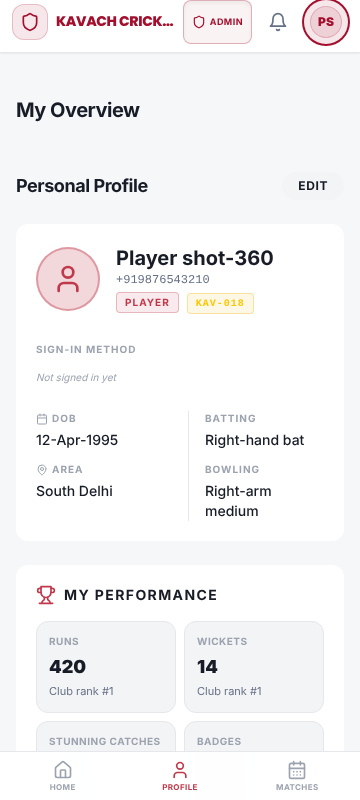 KAVACH CRICK...
ADMIN
PS
My Overview
Personal Profile
EDIT
Player shot-360
+919876543210
PLAYER
KAV-018
SIGN-IN METHOD
Not signed in yet
DOB
12-Apr-1995
BATTING
Right-hand bat
AREA
South Delhi
BOWLING
Right-arm
medium
MY PERFORMANCE
RUNS
420
Club rank #1
WICKETS
14
Club rank #1
STUNNING CATCHES
BADGES
HOME
PROFILE
MATCHES